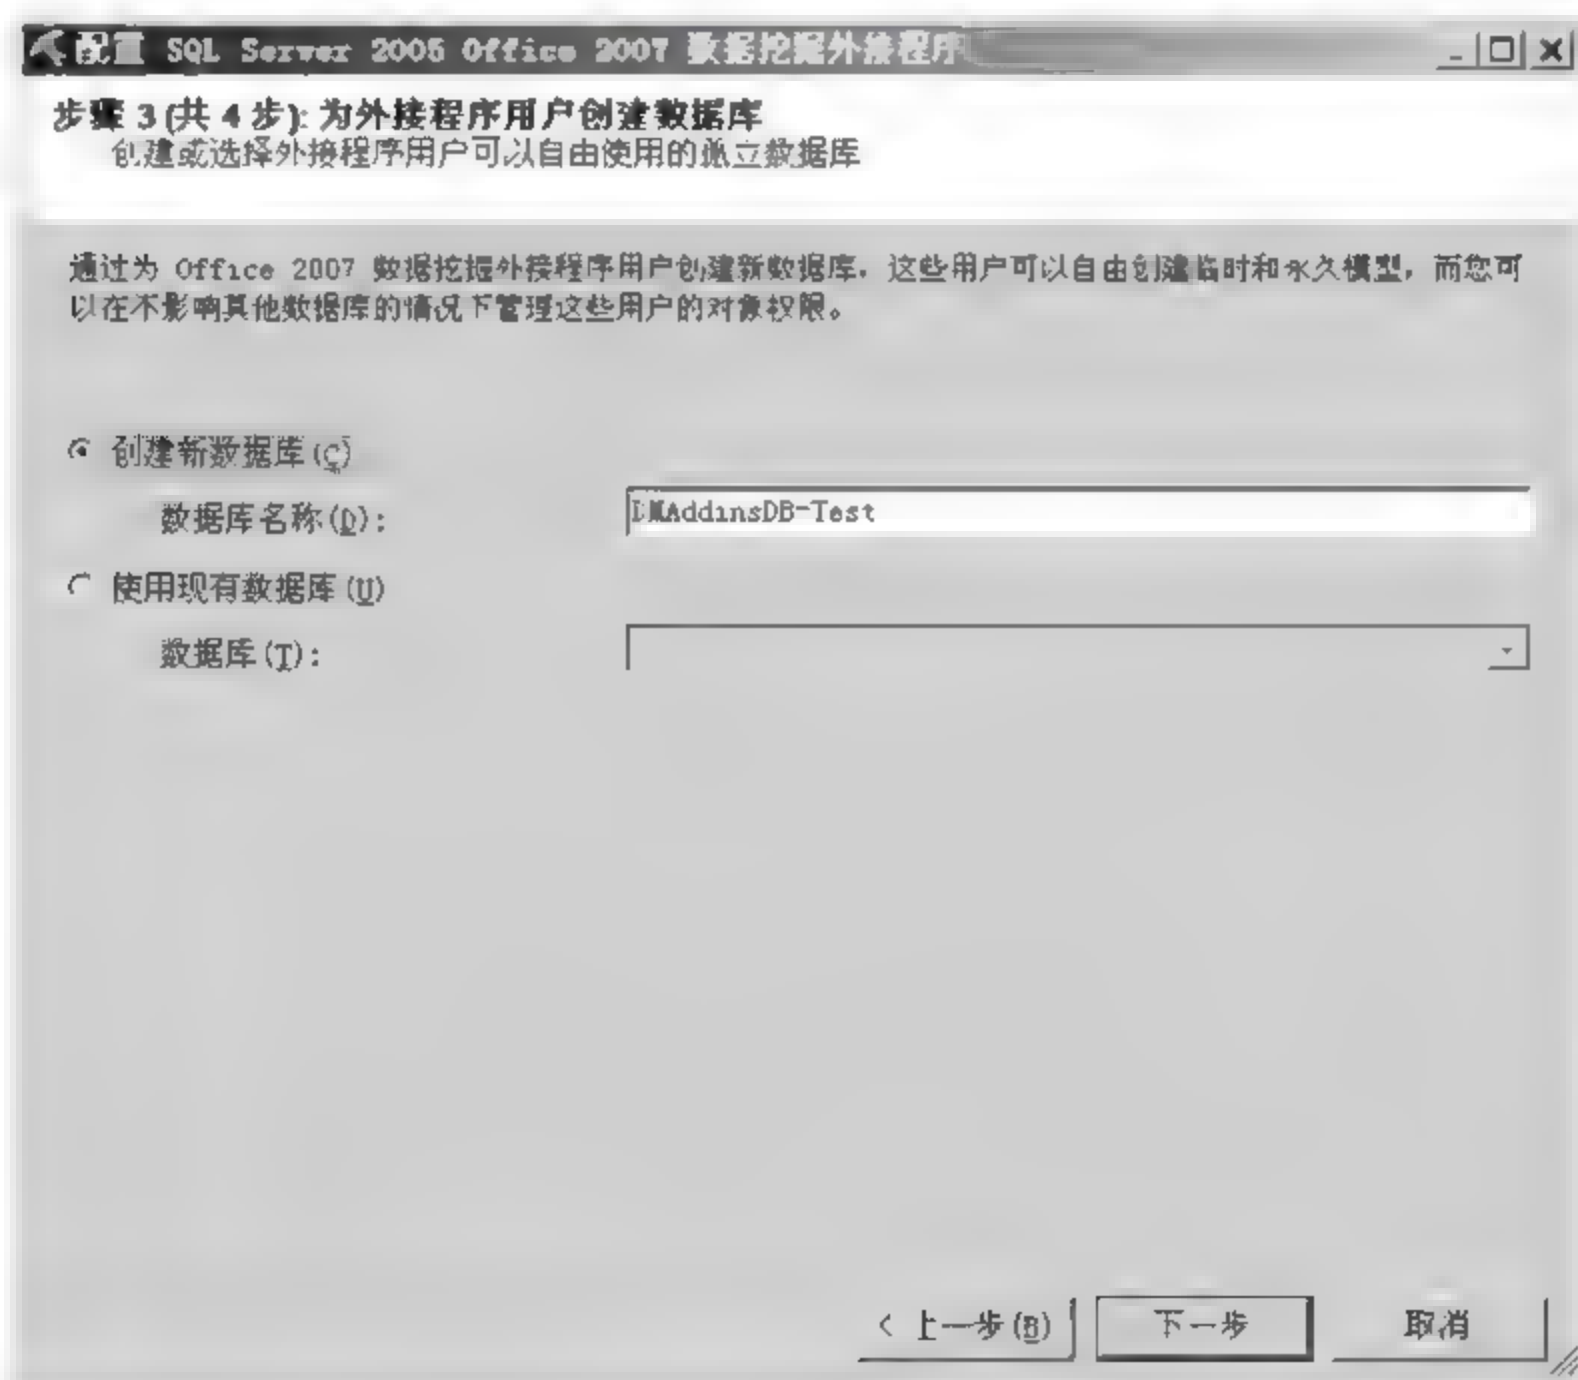 配置 SQL Server 2005 Office 2007 数据挖掘外接程序
步骤 3 (共 4 步): 为外接程序用户创建数据库
创建或选择外接程序用户可以自由使用的孤立数据库
通过为 Office 2007 数据挖掘外接程序用户创建新数据库，这些用户可以自由创建临时和永久模型，而您可
以在不影响其他数据库的情况下管理这些用户的对象权限。
创建新数据库(C)
数据库名称(D): DMAddinsDB-Test
使用现有数据库(U)
数据库(T):
< 上一步(B) 下一步 取消